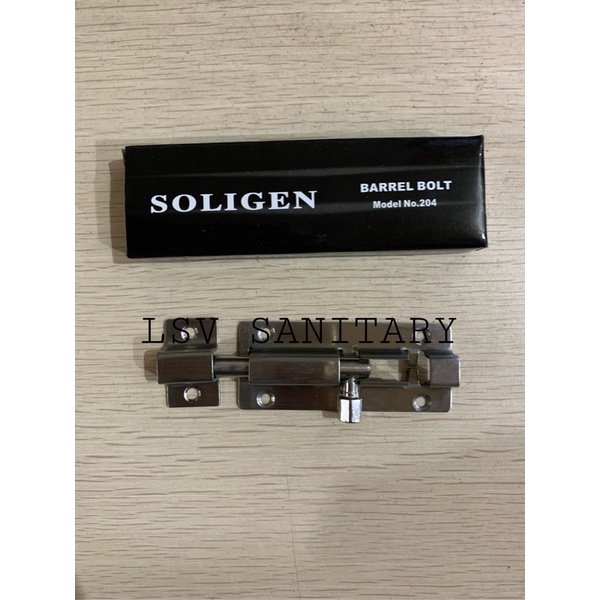 SOLIGEN
BARREL BOLT
Model No.204
LSV SANITARY